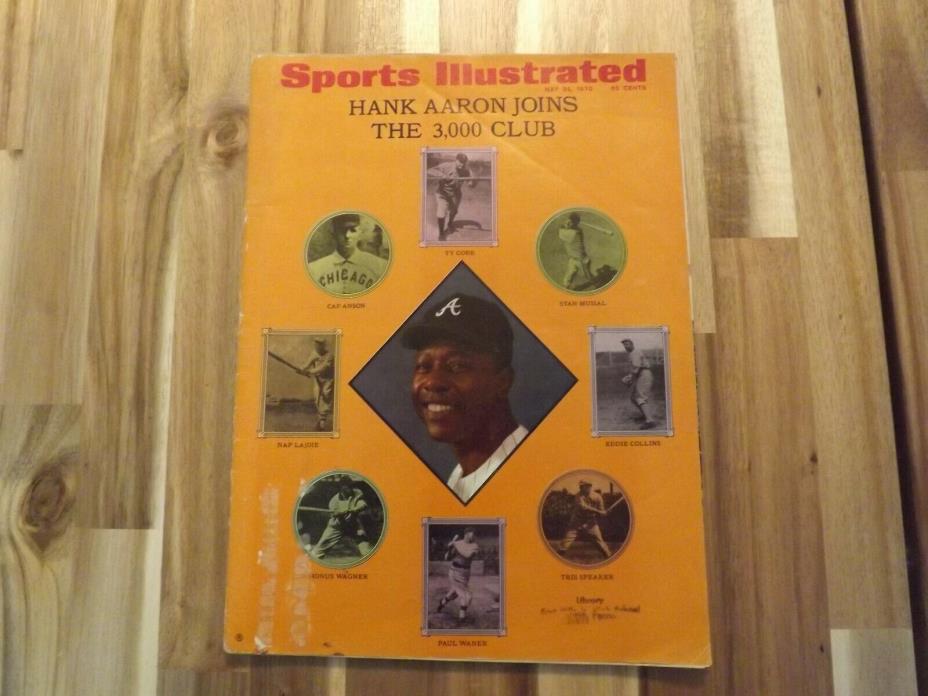 Sports Illustrated
MAY 25, 1970 60 CENTS
HANK AARON JOINS
THE 3,000 CLUB
TY COBB
CHICAGO
CAP ANSON
STAN MUSIAL
A
NAP LAJOIE
EDDIE COLLINS
HONUS WAGNER
TRIS SPEAKER
PAUL WANER
Library
®